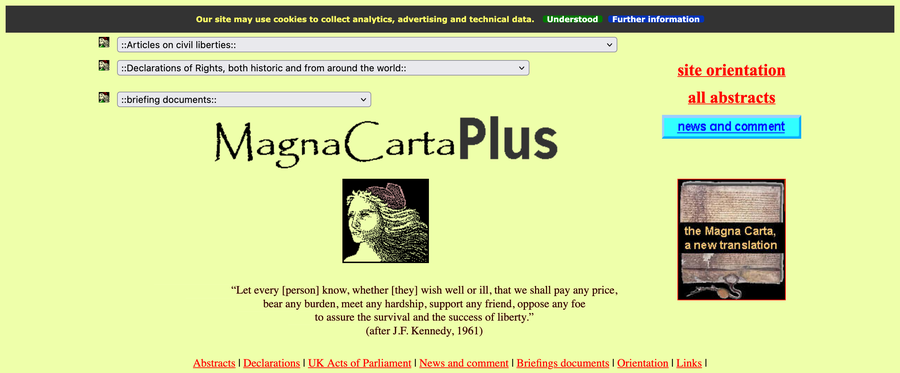 Our site may use cookies to collect analytics, advertising and technical data. Understood Further information
::Articles on civil liberties::
::Declarations of Rights, both historic and from around the world::
::briefing documents::
site orientation
all abstracts
news and comment
MagnaCartaPlus
the Magna Carta,
a new translation
“Let every [person] know, whether [they] wish well or ill, that we shall pay any price,
bear any burden, meet any hardship, support any friend, oppose any foe
to assure the survival and the success of liberty.”
(after J.F. Kennedy, 1961)
Abstracts | Declarations | UK Acts of Parliament | News and comment | Briefings documents | Orientation | Links |